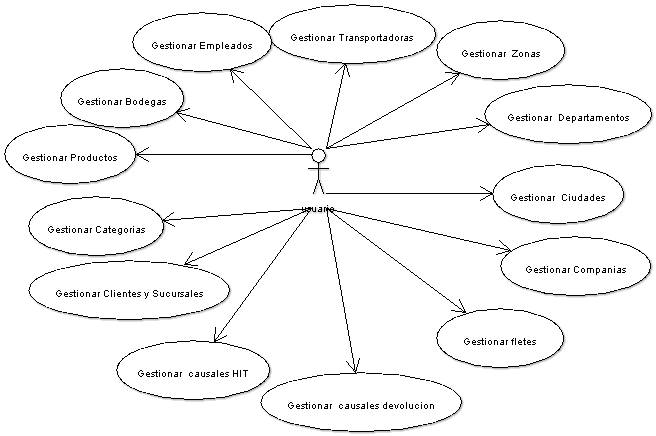 Gestionar Transportadoras
Gestionar Empleados
Gestionar Zonas
Gestionar Bodegas
Gestionar Departamentos
Gestionar Productos
Gestionar Ciudades
usuario
Gestionar Categorias
Gestionar Companias
Gestionar Clientes y Sucursales
Gestionar fletes
Gestionar causales HIT
Gestionar causales devolucion